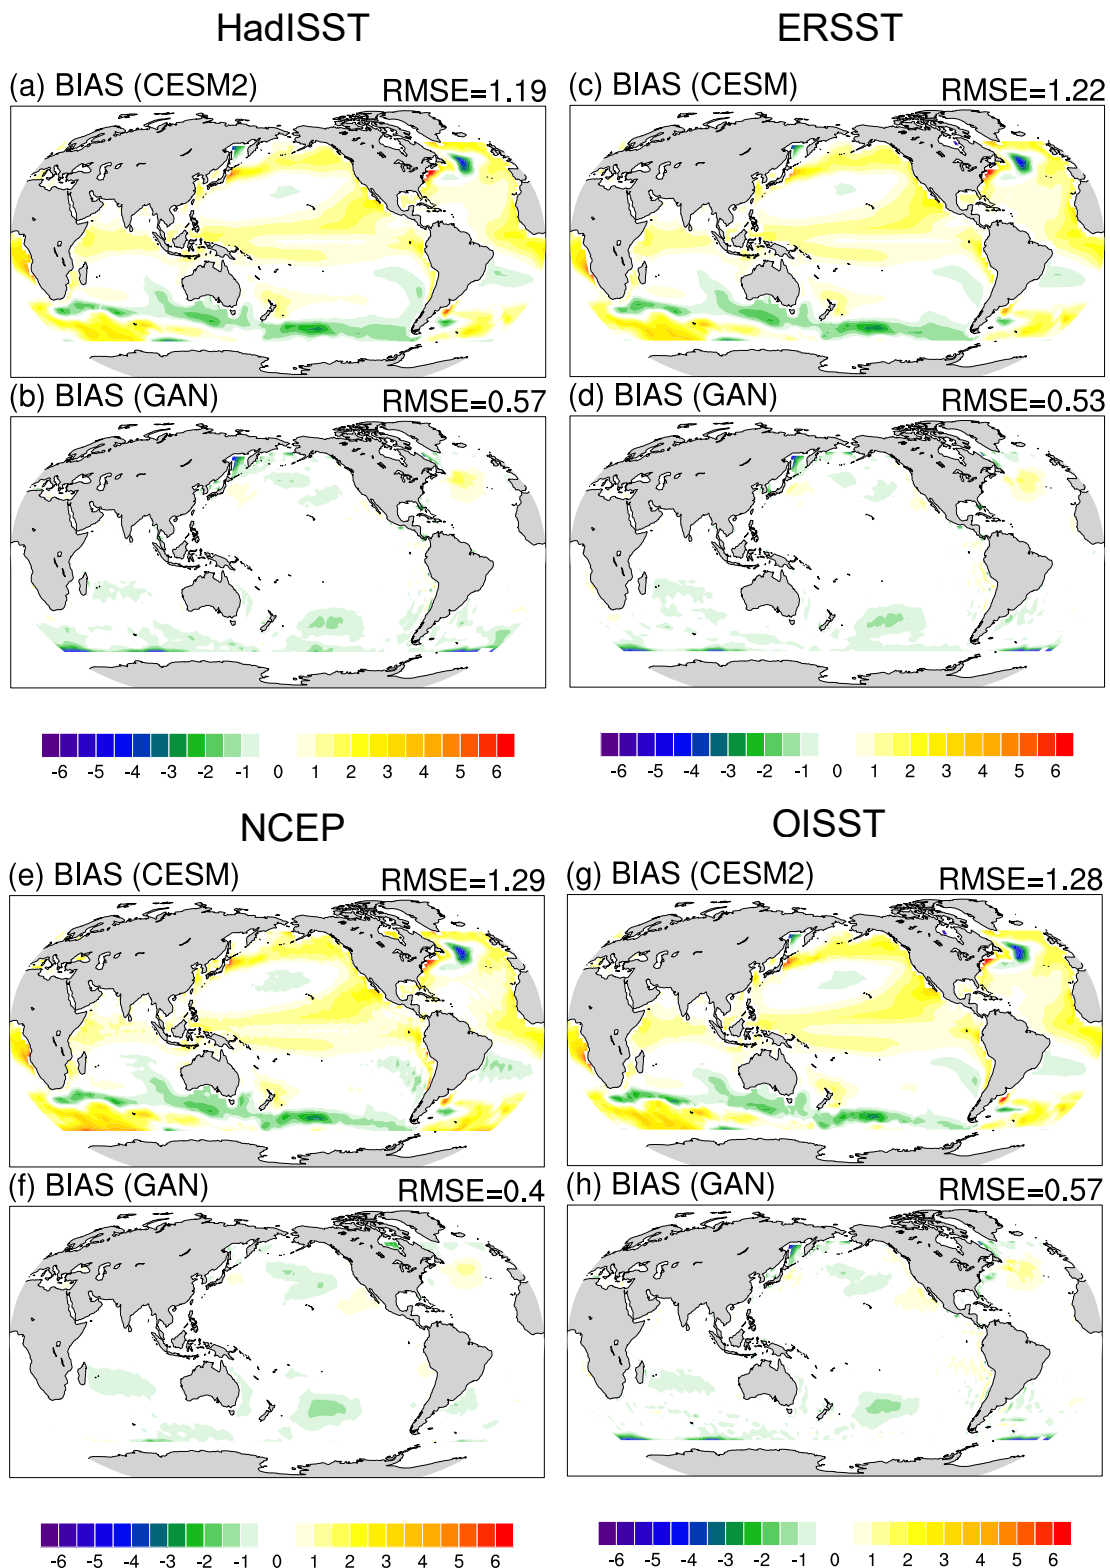 HadISST
ERSST
(a) BIAS (CESM2) RMSE=1.19
(c) BIAS (CESM) RMSE=1.22
(b) BIAS (GAN) RMSE=0.57
(d) BIAS (GAN) RMSE=0.53
-6 -5 -4 -3 -2 -1 0 1 2 3 4 5 6
-6 -5 -4 -3 -2 -1 0 1 2 3 4 5 6
NCEP
OISST
(e) BIAS (CESM) RMSE=1.29
(g) BIAS (CESM2) RMSE=1.28
(f) BIAS (GAN) RMSE=0.4
(h) BIAS (GAN) RMSE=0.57
-6 -5 -4 -3 -2 -1 0 1 2 3 4 5 6
-6 -5 -4 -3 -2 -1 0 1 2 3 4 5 6